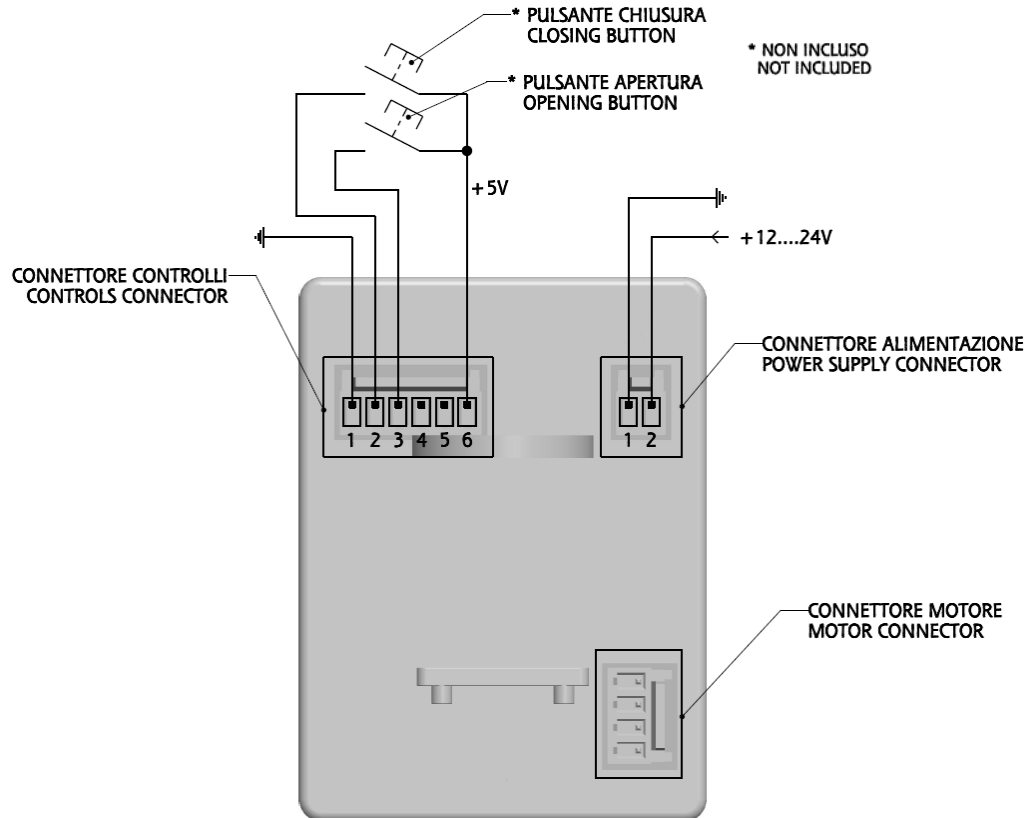 * PULSANTE CHIUSURA
CLOSING BUTTON
* NON INCLUSO
NOT INCLUDED
* PULSANTE APERTURA
OPENING BUTTON
+5V
+12....24V
CONNETTORE CONTROLLI
CONTROLS CONNECTOR
CONNETTORE ALIMENTAZIONE
POWER SUPPLY CONNECTOR
1 2 3 4 5 6
1 2
CONNETTORE MOTORE
MOTOR CONNECTOR